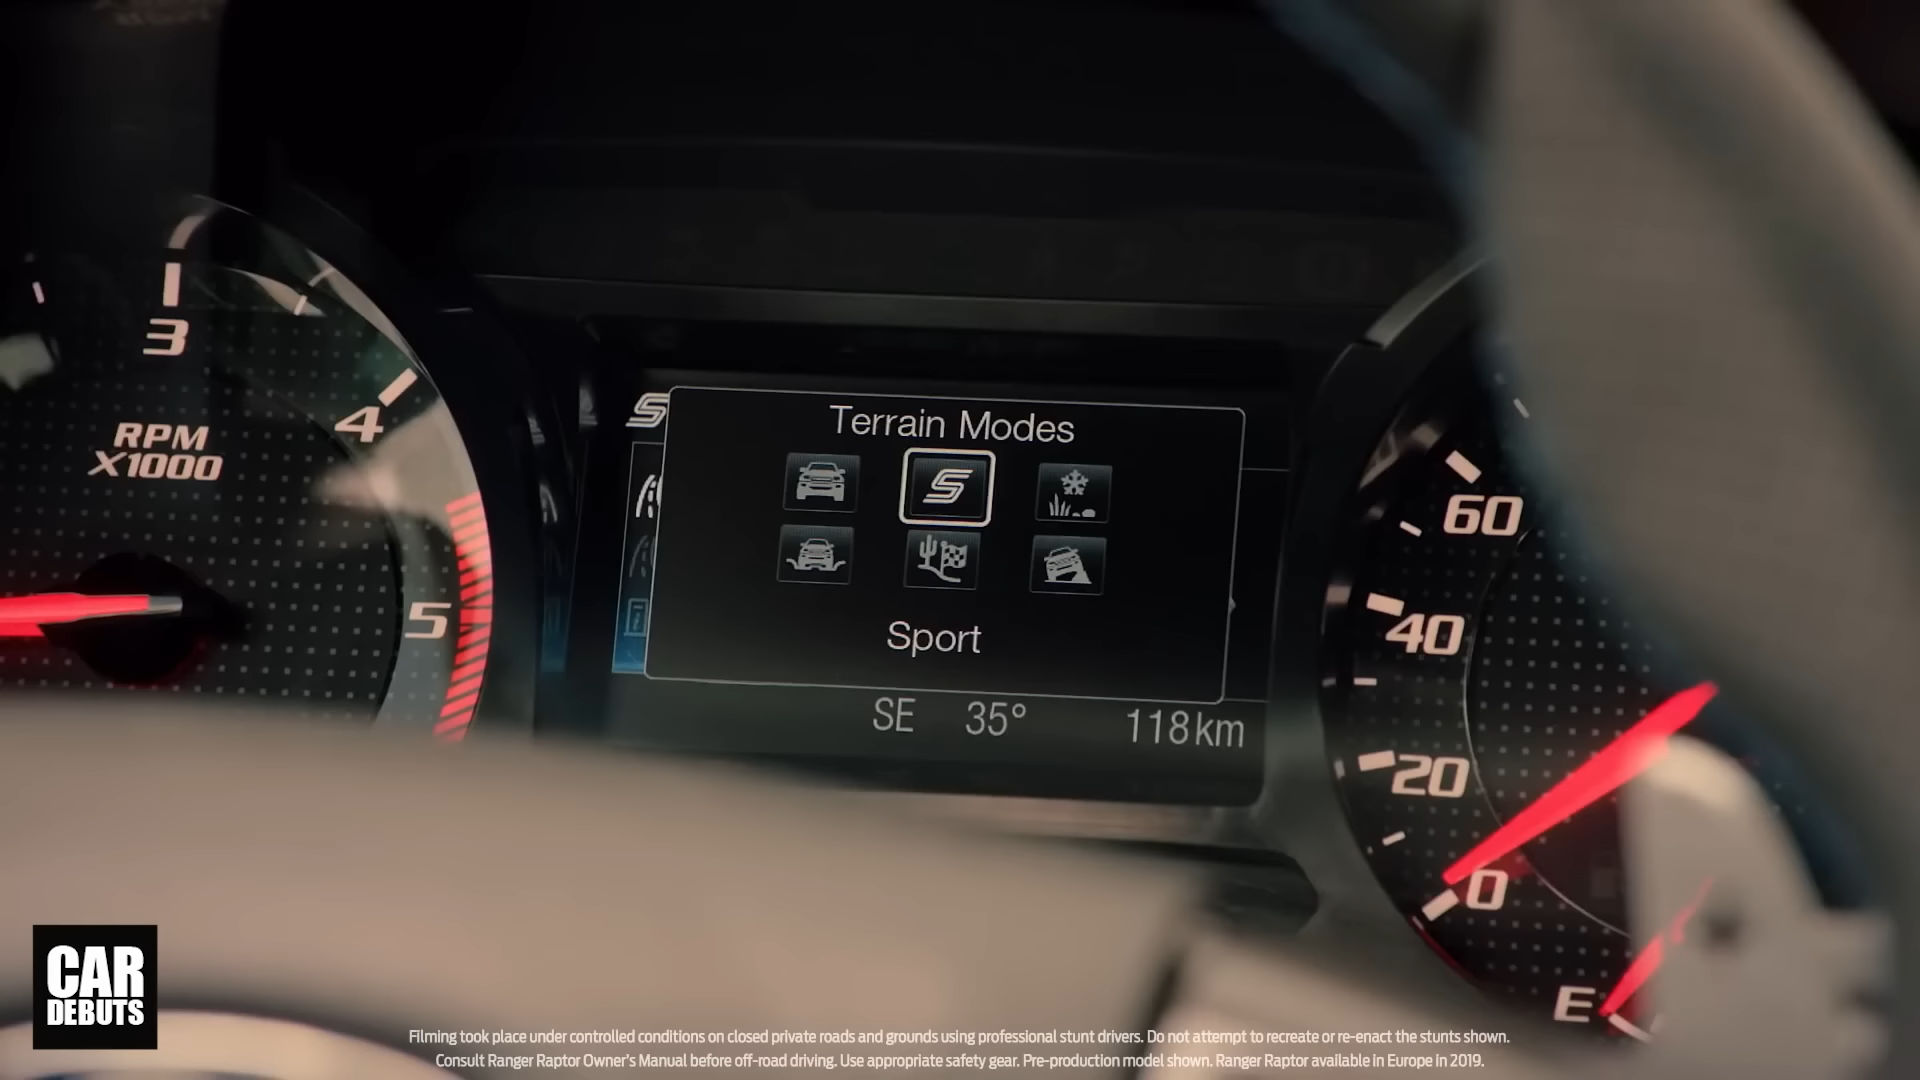 3
4
RPM
X1000
5
S
Terrain Modes
S
Sport
SE 35° 118km
60
40
20
0
E
CAR
DEBUTS
Filming took place under controlled conditions on closed private roads and grounds using professional stunt drivers. Do not attempt to recreate or re-enact the stunts shown.
Consult Ranger Raptor Owner's Manual before off-road driving. Use appropriate safety gear. Pre-production model shown. Ranger Raptor available in Europe in 2019.